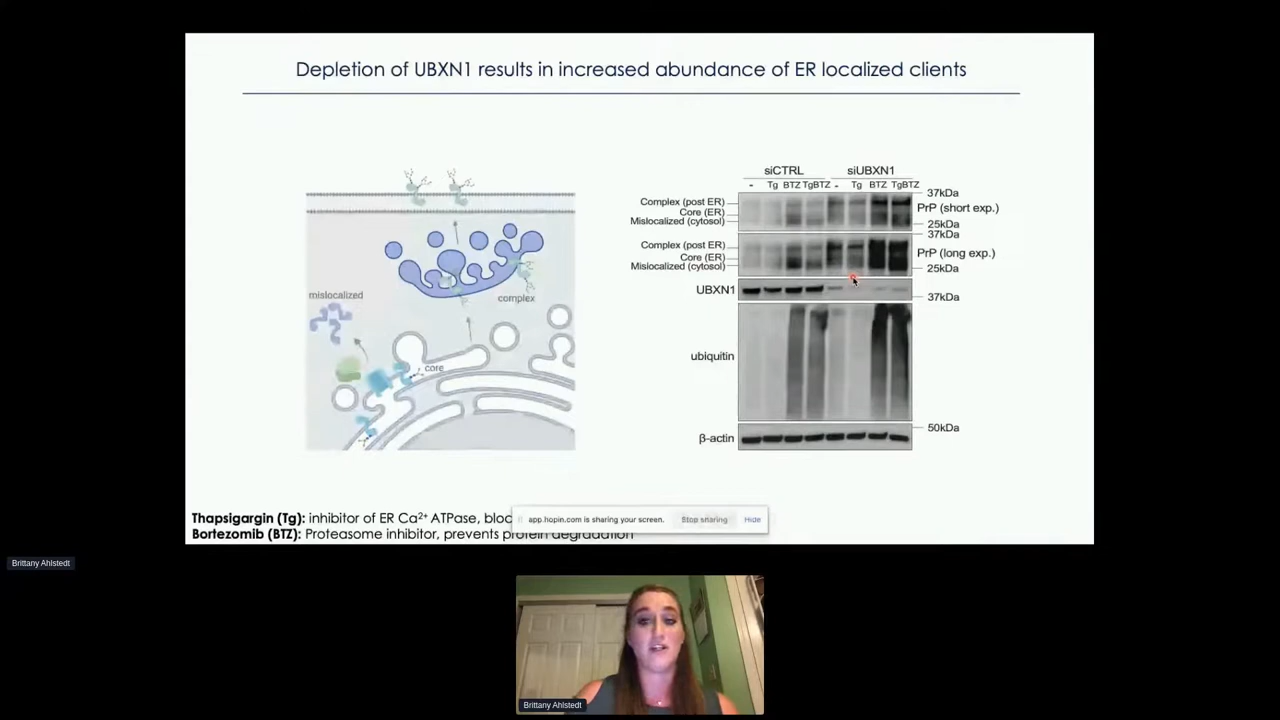 Depletion of UBXN1 results in increased abundance of ER localized clients
mislocalized
complex
core
siCTRL siUBXN1
- Tg BTZ TgBTZ - Tg BTZ TgBTZ
37kDa
Complex (post ER)
Core (ER)
Mislocalized (cytosol)
PrP (short exp.)
25kDa
37kDa
Complex (post ER)
Core (ER)
Mislocalized (cytosol)
PrP (long exp.)
25kDa
UBXN1
37kDa
ubiquitin
50kDa
β-actin
Thapsigargin (Tg): inhibitor of ER Ca²⁺ ATPase,
Bortezomib (BTZ): Proteasome inhibitor, prevents protein degradation
app.hopin.com is sharing your screen. Stop sharing Hide
Brittany Ahlstedt
Brittany Ahlstedt